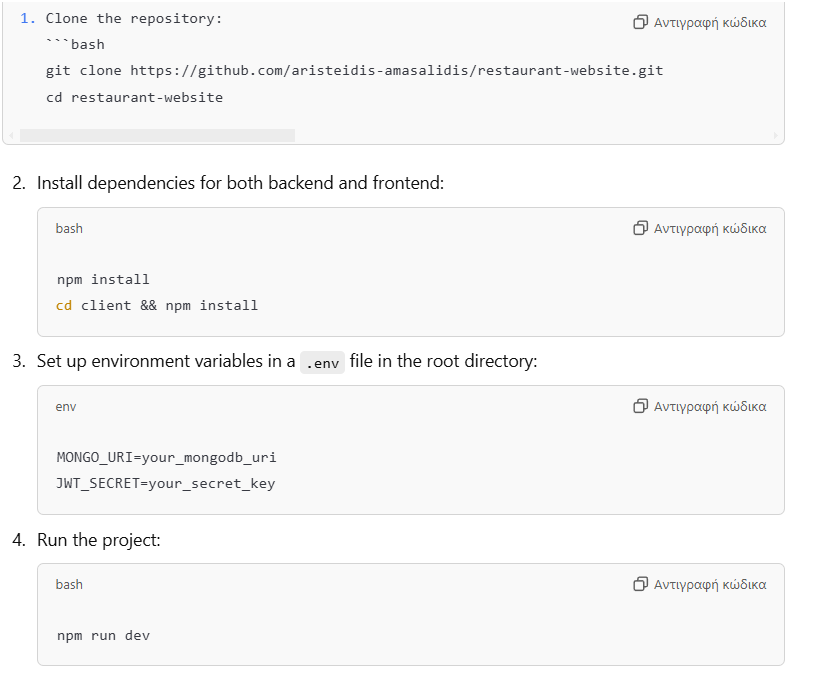 1. Clone the repository:
Αντιγραφή κώδικα
```bash
git clone https://github.com/aristeidis-amasalidis/restaurant-website.git
cd restaurant-website
2. Install dependencies for both backend and frontend:
bash
Αντιγραφή κώδικα
npm install
cd client && npm install
3. Set up environment variables in a .env file in the root directory:
env
Αντιγραφή κώδικα
MONGO_URI=your_mongodb_uri
JWT_SECRET=your_secret_key
4. Run the project:
bash
Αντιγραφή κώδικα
npm run dev